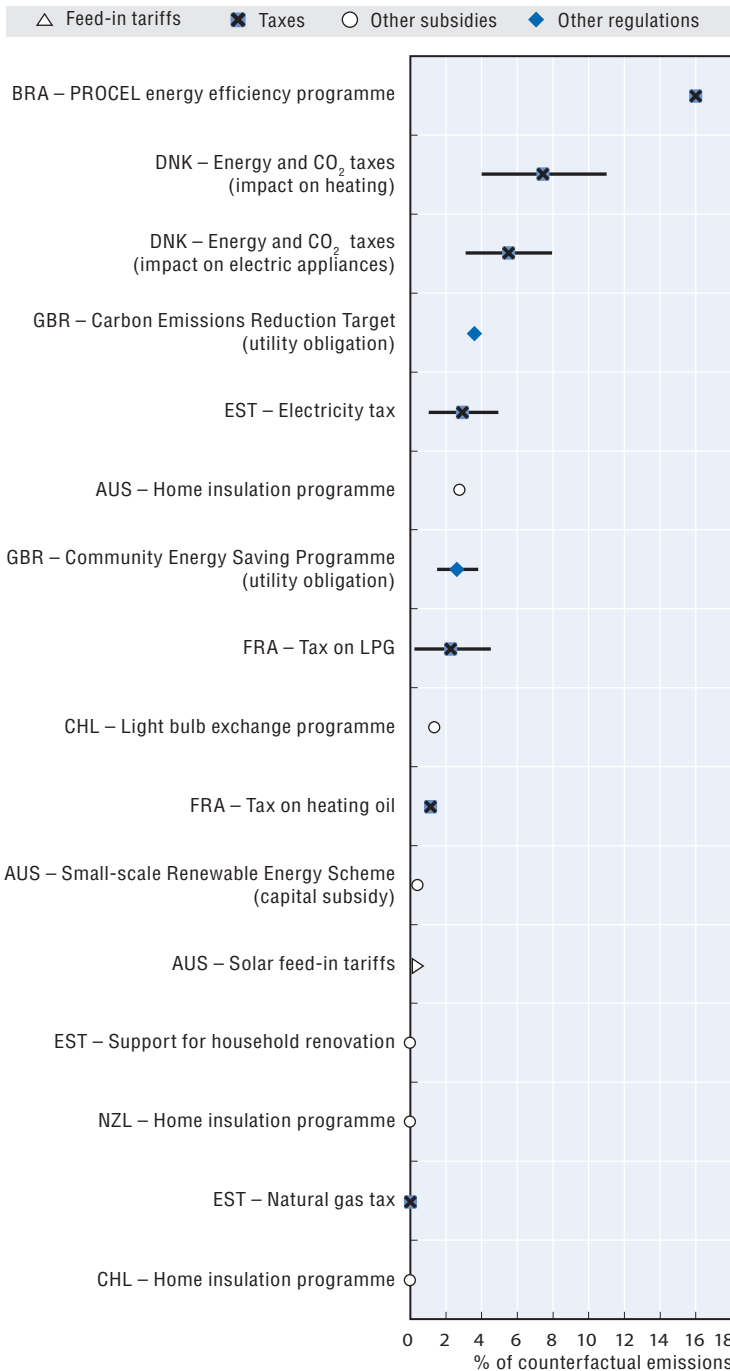 Feed-in tariffs Taxes Other subsidies Other regulations
BRA – PROCEL energy efficiency programme
DNK – Energy and CO₂ taxes
(impact on heating)
DNK – Energy and CO₂ taxes
(impact on electric appliances)
GBR – Carbon Emissions Reduction Target
(utility obligation)
EST – Electricity tax
AUS – Home insulation programme
GBR – Community Energy Saving Programme
(utility obligation)
FRA – Tax on LPG
CHL – Light bulb exchange programme
FRA – Tax on heating oil
AUS – Small-scale Renewable Energy Scheme
(capital subsidy)
AUS – Solar feed-in tariffs
EST – Support for household renovation
NZL – Home insulation programme
EST – Natural gas tax
CHL – Home insulation programme
0 2 4 6 8 10 12 14 16 18
% of counterfactual emissions